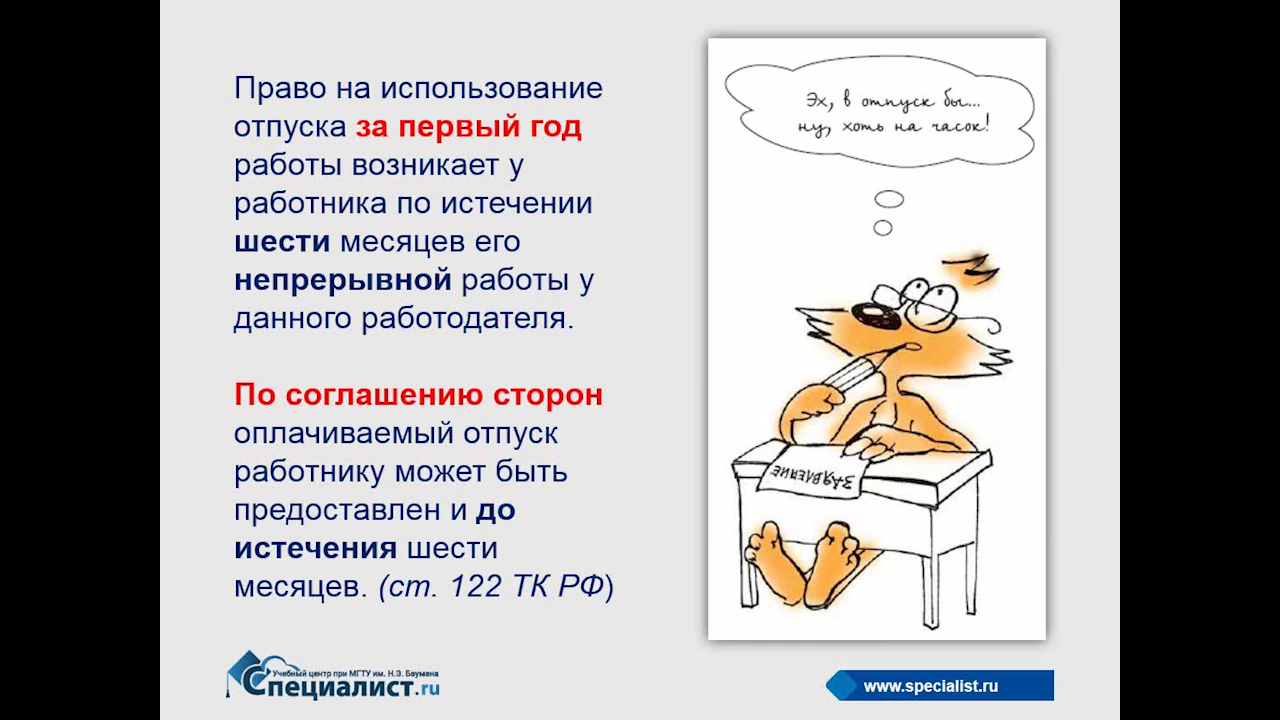 Право на использование
отпуска за первый год
работы возникает у
работника по истечении
шести месяцев его
непрерывной работы у
данного работодателя.
По соглашению сторон
оплачиваемый отпуск
работнику может быть
предоставлен и до
истечения шести
месяцев. (ст. 122 ТК РФ)
Эх, в отпуск бы...
ну, хоть на часок!
ЗАЯВЛЕНИЕ
Учебный центр при МГТУ им. Н.Э. Баумана
Специалист.ru
www.specialist.ru